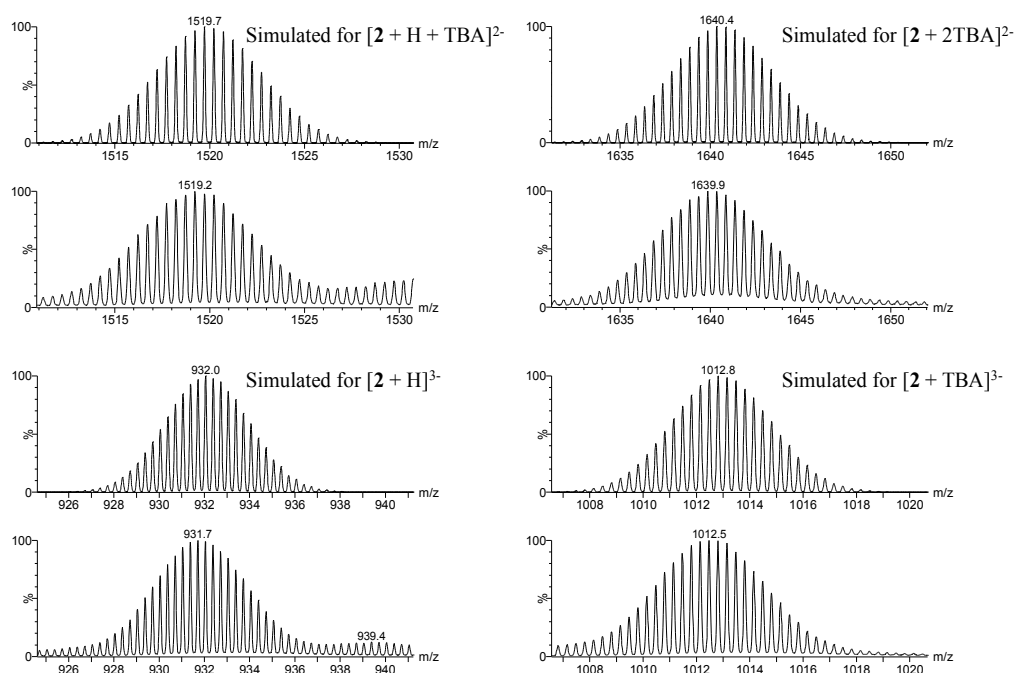 1519.7
Simulated for [2 + H + TBA]2-
100
%
0
1515 1520 1525 1530 m/z
1640.4
Simulated for [2 + 2TBA]2-
100
%
0
1635 1640 1645 1650 m/z
1519.2
100
%
0
1515 1520 1525 1530 m/z
1639.9
100
%
0
1635 1640 1645 1650 m/z
932.0
Simulated for [2 + H]3-
100
%
0
926 928 930 932 934 936 938 940 m/z
1012.8
Simulated for [2 + TBA]3-
100
%
0
1008 1010 1012 1014 1016 1018 1020 m/z
931.7
100
%
939.4
0
926 928 930 932 934 936 938 940 m/z
1012.5
100
%
0
1008 1010 1012 1014 1016 1018 1020 m/z